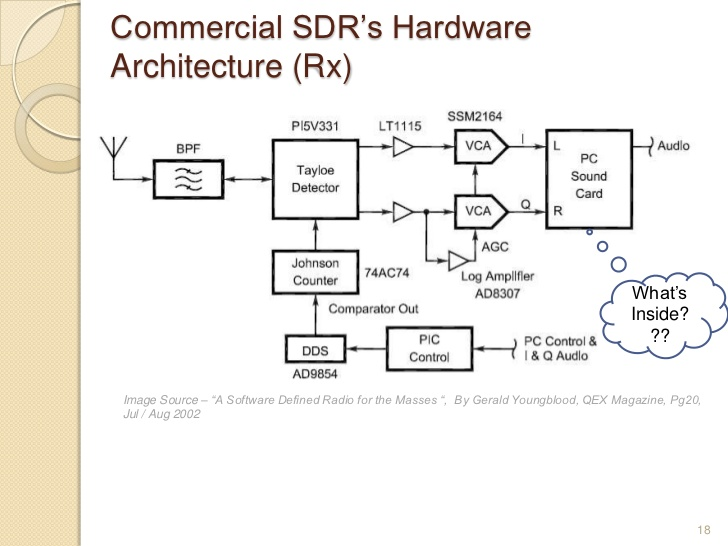 Commercial SDR's Hardware
Architecture (Rx)
SSM2164
PI5V331
LT1115
BPF
VCA
I
L
PC
Sound
Card
Audio
Tayloe
Detector
VCA
Q
R
AGC
Johnson
Counter
74AC74
Log Amplifier
AD8307
What's
Inside?
??
Comparator Out
DDS
PIC
Control
PC Control &
I & Q Audio
AD9854
Image Source – “A Software Defined Radio for the Masses “, By Gerald Youngblood, QEX Magazine, Pg20,
Jul / Aug 2002
18